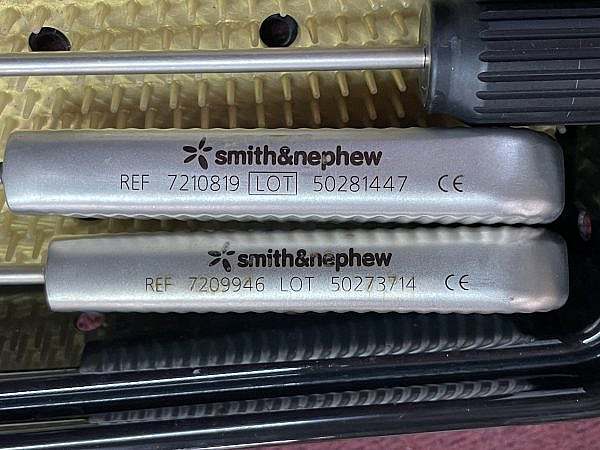 smith&nephew
REF 7210819 LOT 50281447 CE
smith&nephew
REF 7209946 LOT 50273714 CE